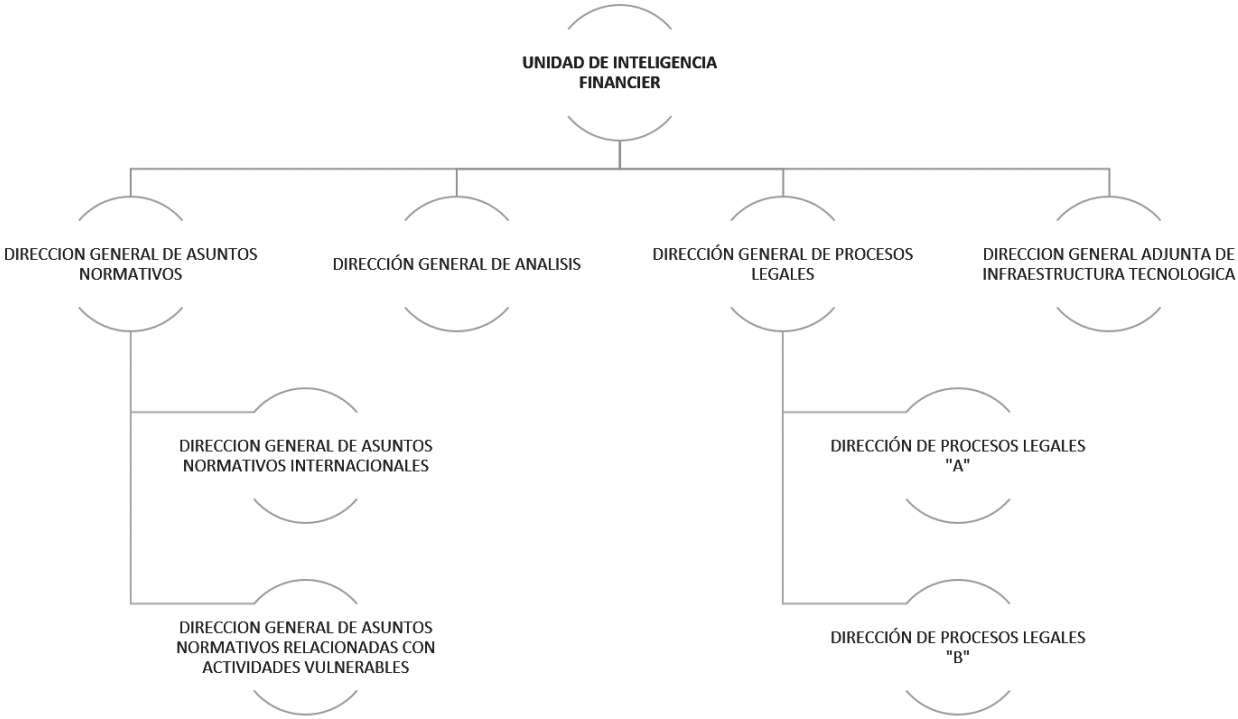 UNIDAD DE INTELIGENCIA
FINANCIER
DIRECCION GENERAL DE ASUNTOS
NORMATIVOS
DIRECCIÓN GENERAL DE ANALISIS
DIRECCIÓN GENERAL DE PROCESOS
LEGALES
DIRECCION GENERAL ADJUNTA DE
INFRAESTRUCTURA TECNOLOGICA
DIRECCION GENERAL DE ASUNTOS
NORMATIVOS INTERNACIONALES
DIRECCIÓN DE PROCESOS LEGALES
"A"
DIRECCION GENERAL DE ASUNTOS
NORMATIVOS RELACIONADAS CON
ACTIVIDADES VULNERABLES
DIRECCIÓN DE PROCESOS LEGALES
"B"